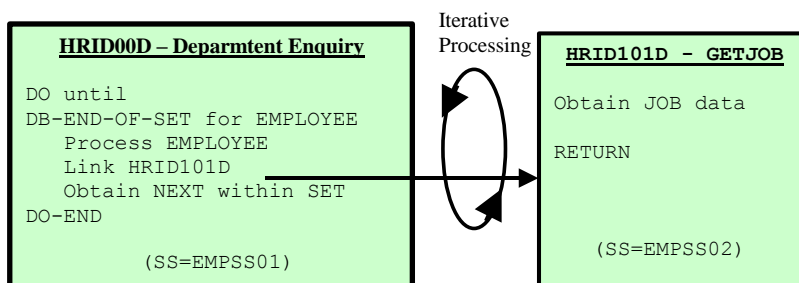 HRID00D – Deparmtent Enquiry
DO until
DB-END-OF-SET for EMPLOYEE
Process EMPLOYEE
Link HRID101D
Obtain NEXT within SET
DO-END
(SS=EMPSS01)
Iterative
Processing
HRID101D - GETJOB
Obtain JOB data
RETURN
(SS=EMPSS02)